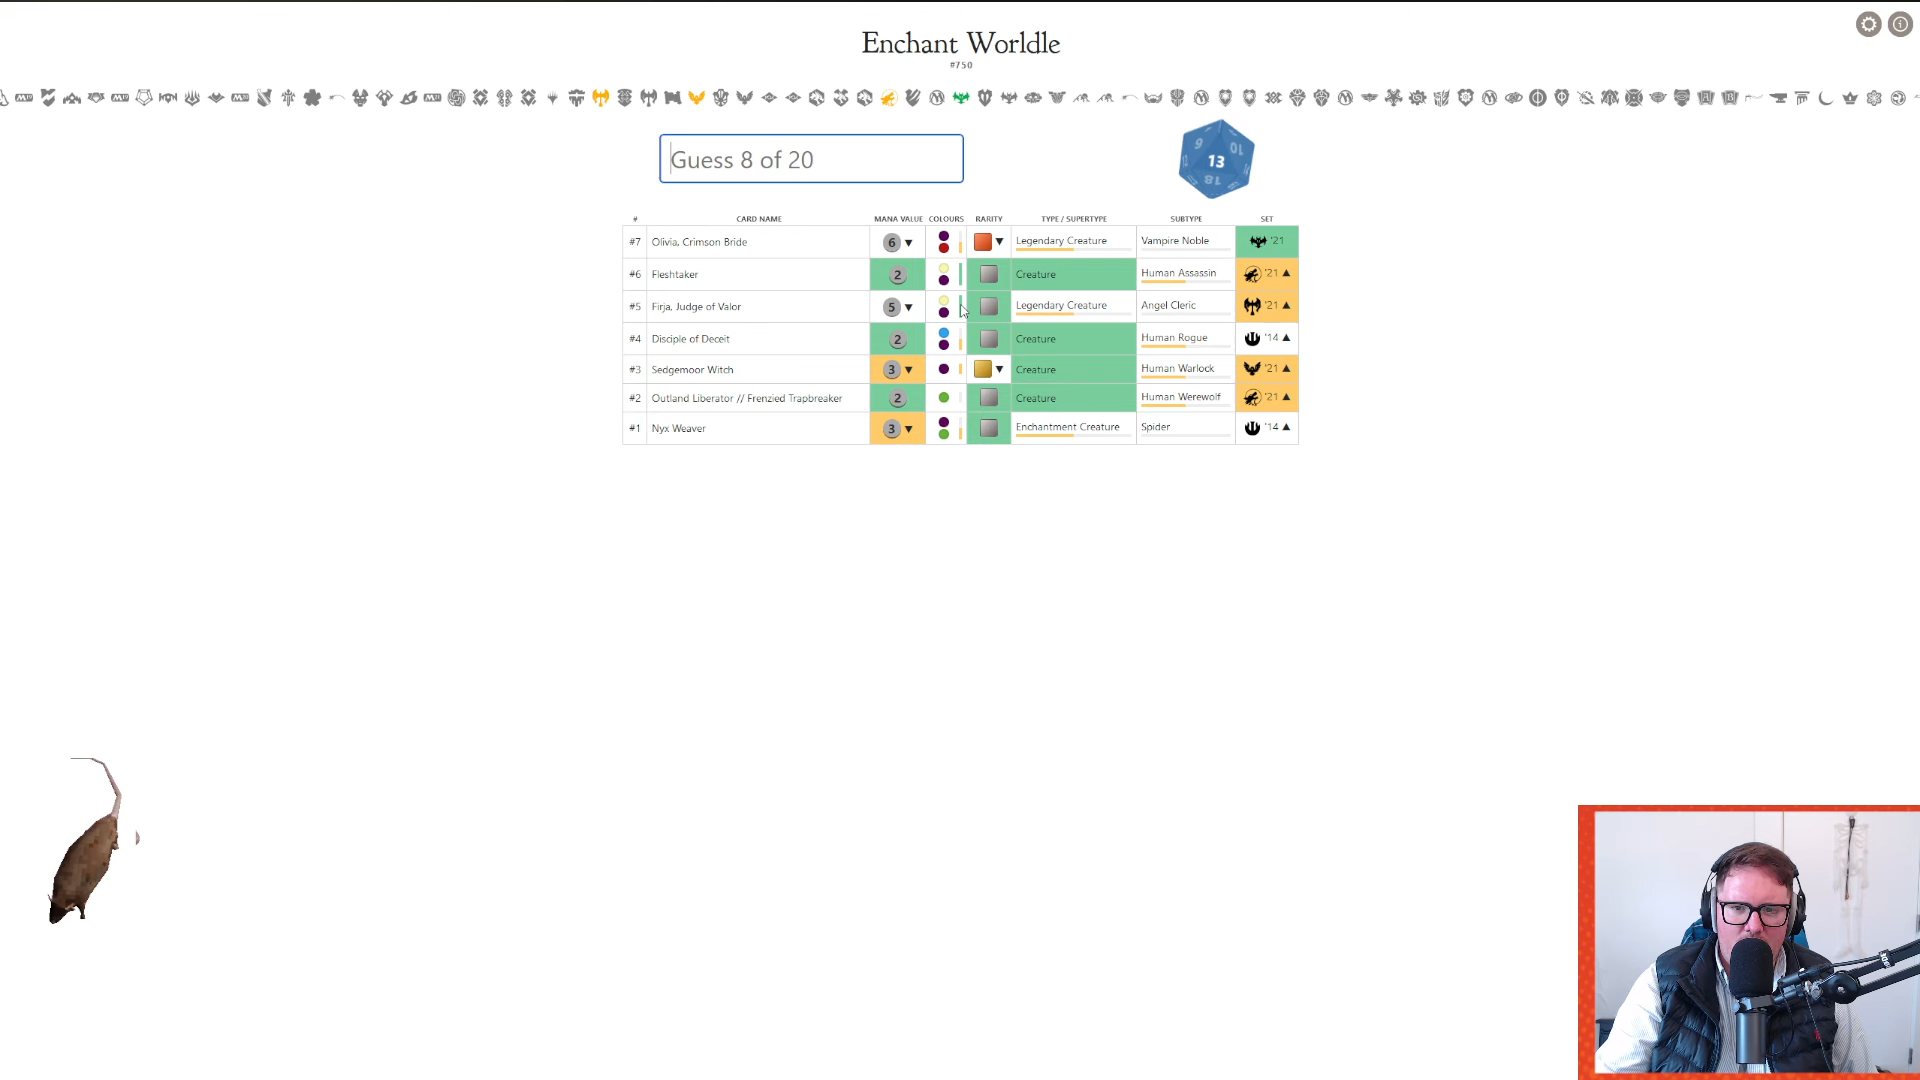 Enchant Worldle
#750
Guess 8 of 20
13
# CARD NAME MANA VALUE COLOURS RARITY TYPE / SUPERTYPE SUBTYPE SET
#7 Olivia, Crimson Bride 6 ▼ ▼ Legendary Creature Vampire Noble '21
#6 Fleshtaker 2 Creature Human Assassin '21 ▲
#5 Firja, Judge of Valor 5 ▼ Legendary Creature Angel Cleric '21 ▲
#4 Disciple of Deceit 2 Creature Human Rogue '14 ▲
#3 Sedgemoor Witch 3 ▼ ▼ Creature Human Warlock '21 ▲
#2 Outland Liberator // Frenzied Trapbreaker 2 Creature Human Werewolf '21 ▲
#1 Nyx Weaver 3 ▼ Enchantment Creature Spider '14 ▲